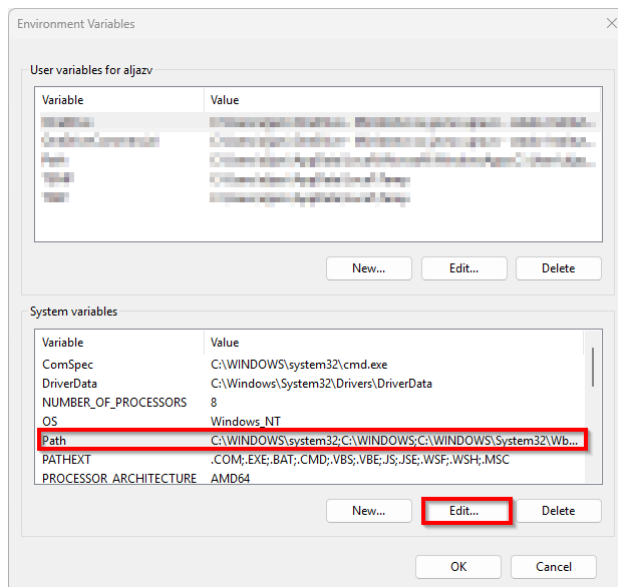 Environment Variables
User variables for aljazv
Variable Value
New... Edit... Delete
System variables
Variable Value
ComSpec C:\WINDOWS\system32\cmd.exe
DriverData C:\Windows\System32\Drivers\DriverData
NUMBER_OF_PROCESSORS 8
OS Windows_NT
Path C:\WINDOWS\system32;C:\WINDOWS;C:\WINDOWS\System32\Wb...
PATHEXT .COM;.EXE;.BAT;.CMD;.VBS;.VBE;.JS;.JSE;.WSF;.WSH;.MSC
PROCESSOR_ARCHITECTURE AMD64
New... Edit... Delete
OK Cancel